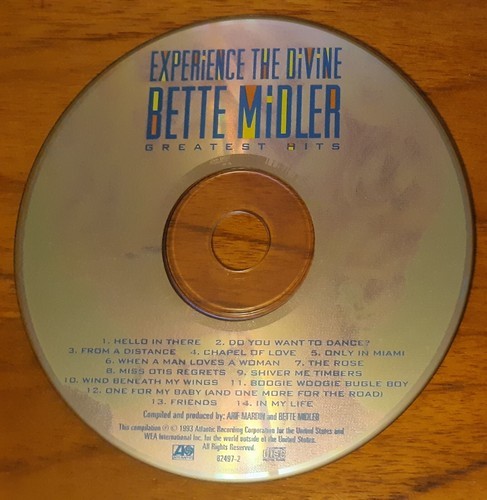 EXPERiENCE THE DiViNE
BETTE MiDLER
GREATEST HITS
1. HELLO IN THERE 2. DO YOU WANT TO DANCE?
3. FROM A DISTANCE 4. CHAPEL OF LOVE 5. ONLY IN MIAMI
6. WHEN A MAN LOVES A WOMAN 7. THE ROSE
8. MISS OTIS REGRETS 9. SHIVER ME TIMBERS
10. WIND BENEATH MY WINGS 11. BOOGIE WOOGIE BUGLE BOY
12. ONE FOR MY BABY (AND ONE MORE FOR THE ROAD)
13. FRIENDS 14. IN MY LIFE
Compiled and produced by: ARIF MARDIN and BETTE MIDLER
This compilation ℗ © 1993 Atlantic Recording Corporation for the United States and
WEA International Inc. for the world outside of the United States.
All Rights Reserved.
82497-2